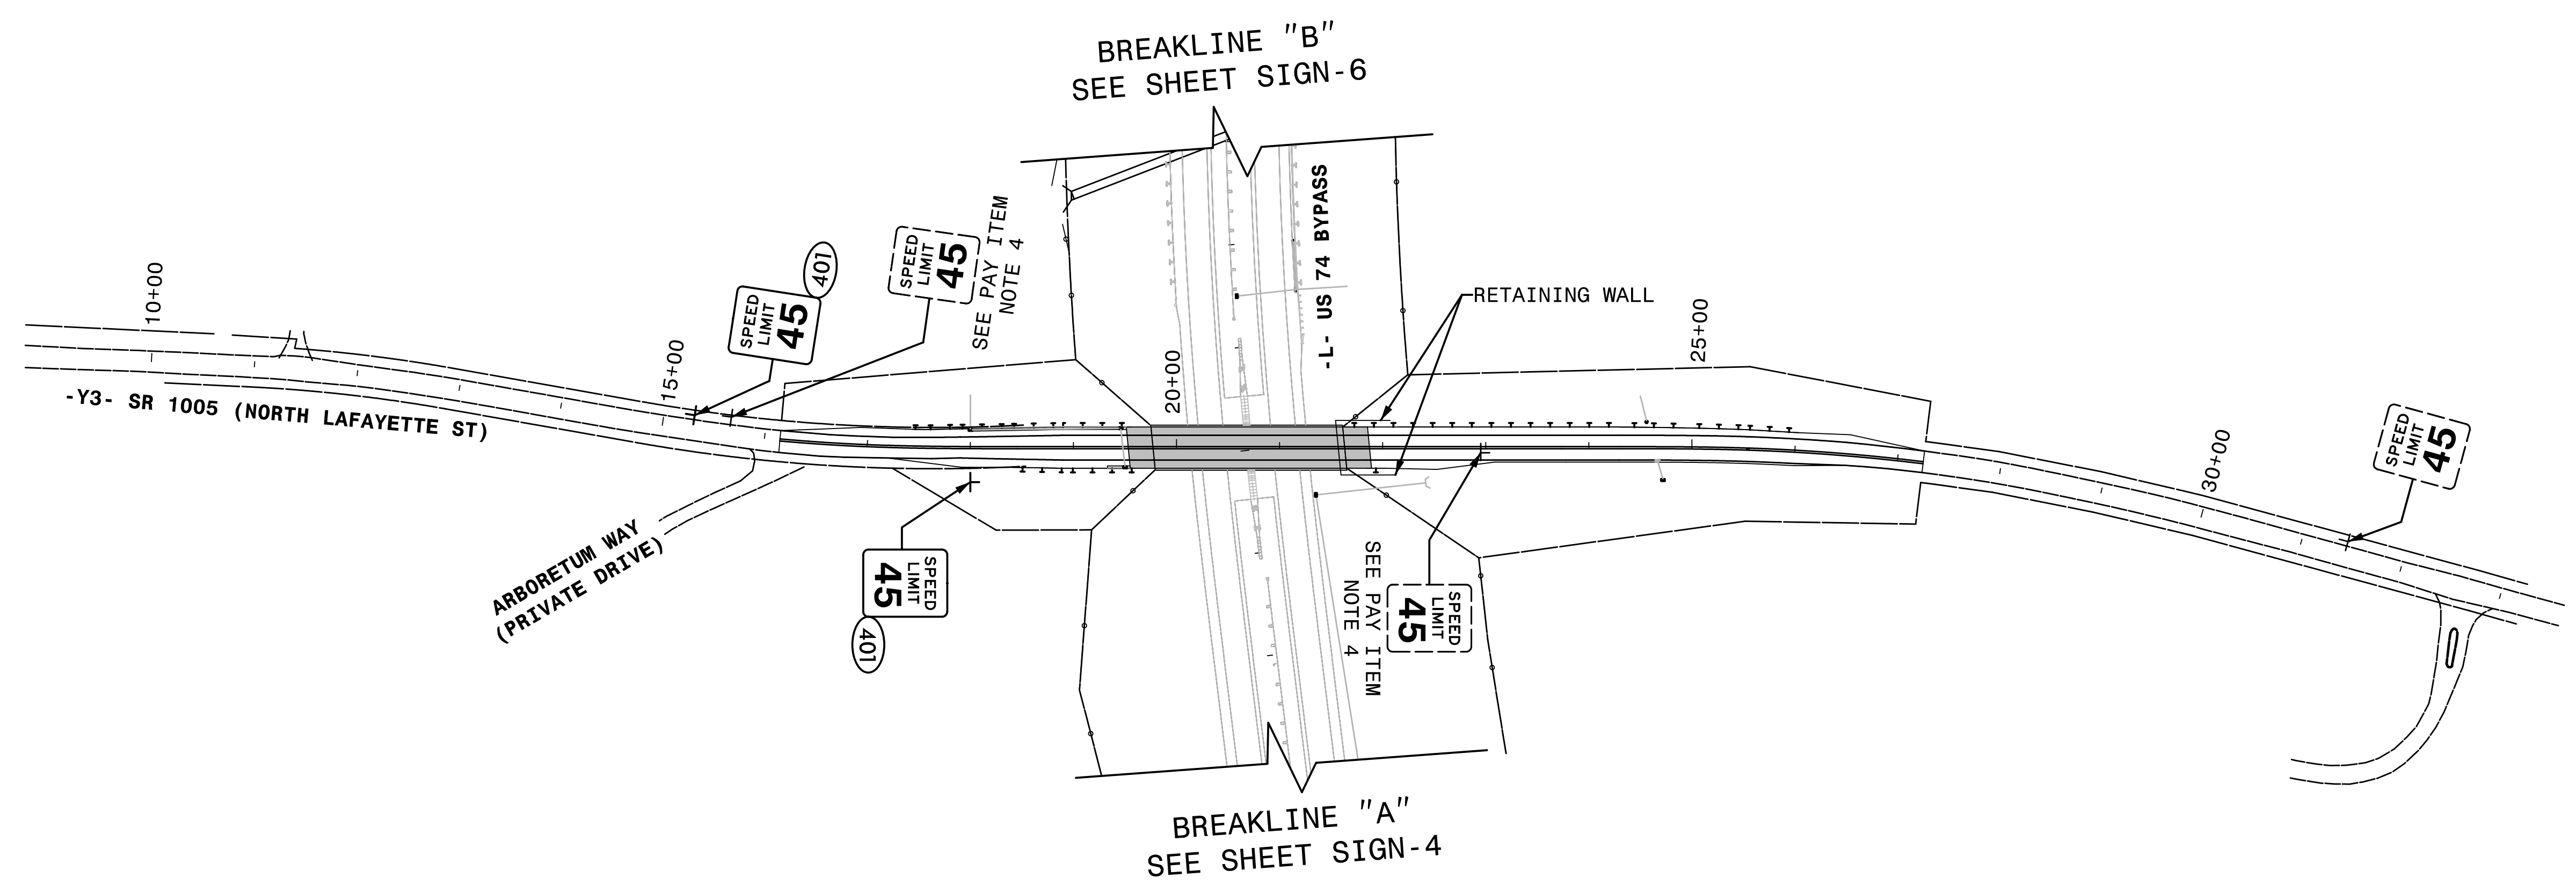 BREAKLINE "B"
SEE SHEET SIGN-6
10+00
15+00
SPEED
LIMIT
45
401
SPEED
LIMIT
45
SEE PAY ITEM
NOTE 4
20+00
-L- US 74 BYPASS
RETAINING WALL
25+00
30+00
SPEED
LIMIT
45
-Y3- SR 1005 (NORTH LAFAYETTE ST)
ARBORETUM WAY
(PRIVATE DRIVE)
SPEED
LIMIT
45
401
SEE PAY ITEM
NOTE 4
SPEED
LIMIT
45
BREAKLINE "A"
SEE SHEET SIGN-4